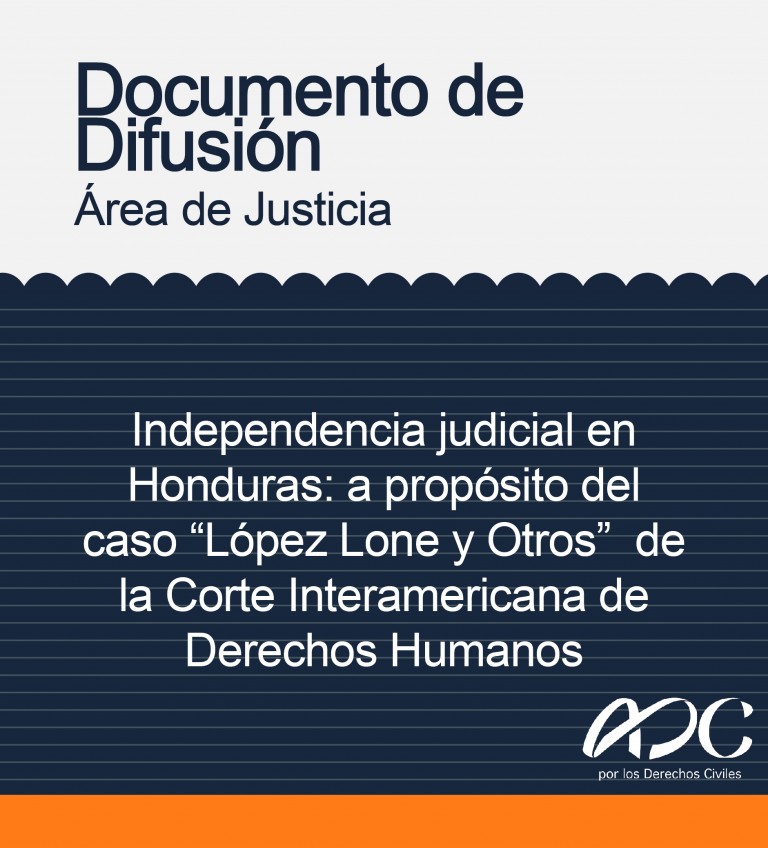 Documento de
Difusión
Área de Justicia
Independencia judicial en
Honduras: a propósito del
caso “López Lone y Otros” de
la Corte Interamericana de
Derechos Humanos
ADC
por los Derechos Civiles